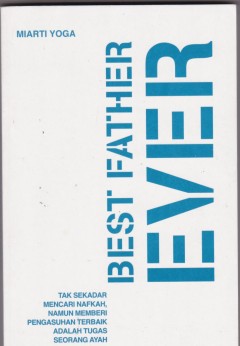 MIARTI YOGA
BEST FATHER
EVER
TAK SEKADAR
MENCARI NAFKAH,
NAMUN MEMBERI
PENGASUHAN TERBAIK
ADALAH TUGAS
SEORANG AYAH